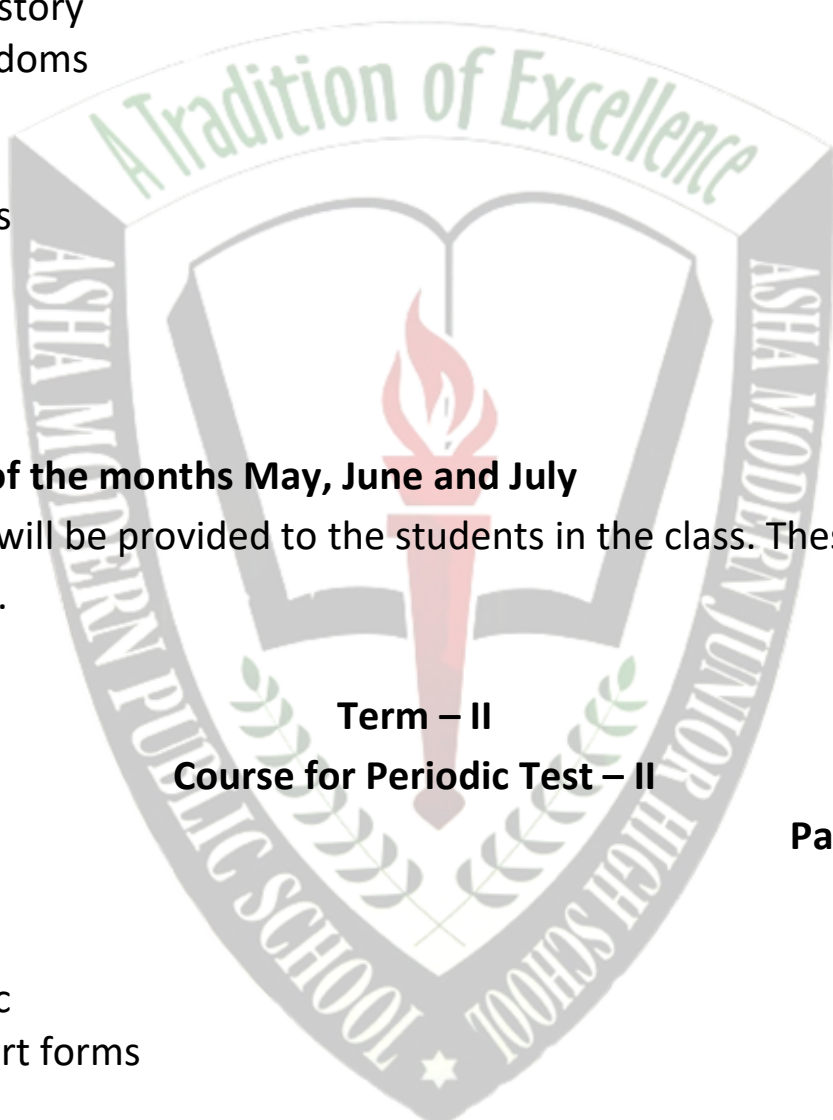 story
doms
A Tradition of Excellence
s
ASHA MODERN PUBLIC SCHOOL
ASHA MODERN JUNIOR HIGH SCHOOL
of the months May, June and July
will be provided to the students in the class. Thes
.
Term – II
Course for Periodic Test – II
Pa
c
rt forms